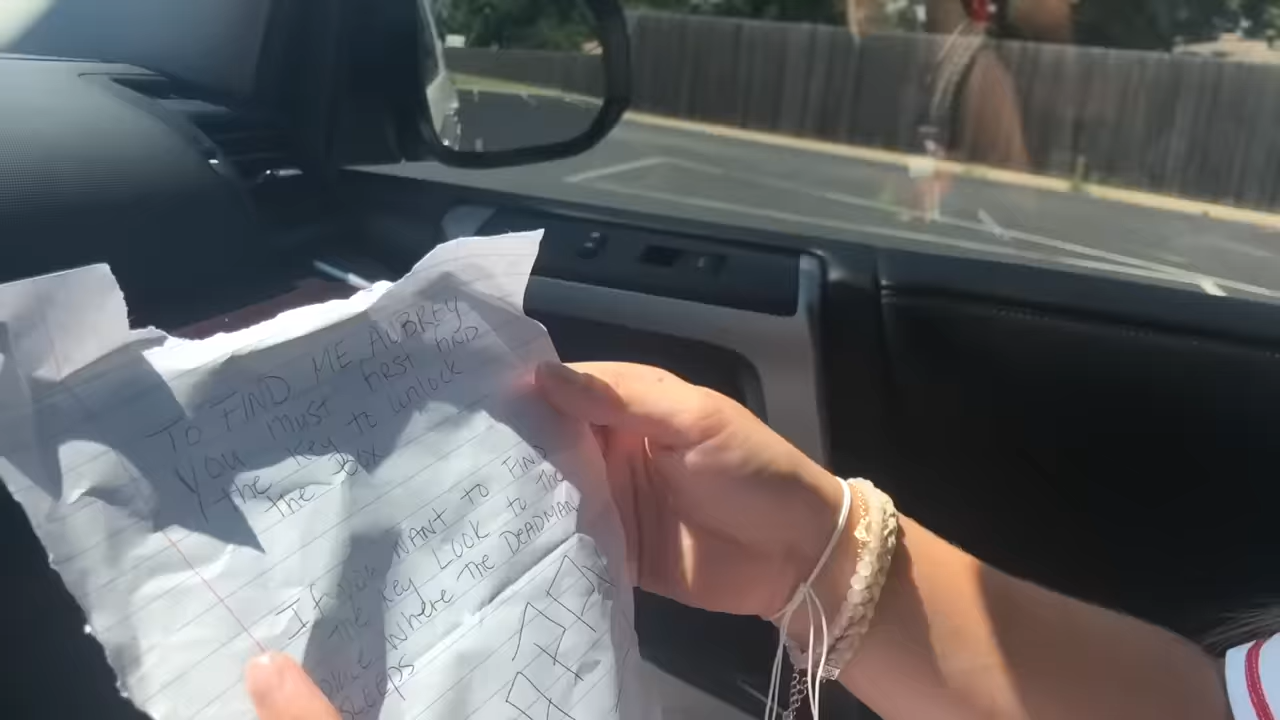 TO FIND ME AUBREY
YOU MUST FIRST FIND
the Key to UNLOCK
the BOX
If you WANT to FIND
THE Key LOOK to THE
WHERE THE DEADMAN
SLEEPS